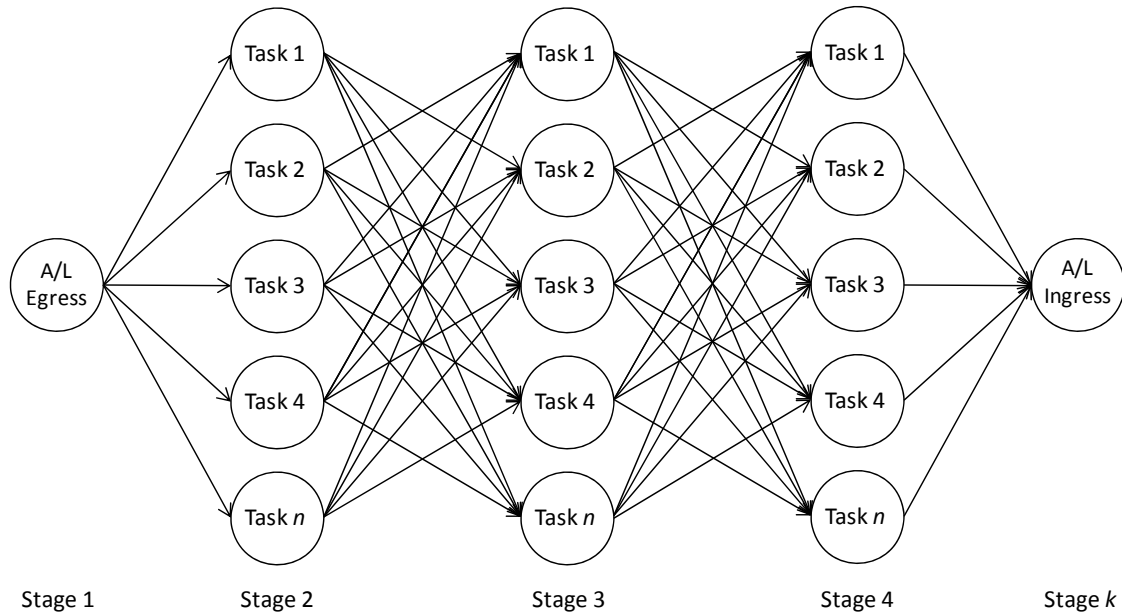 Task 1
Task 1
Task 1
Task 2
Task 2
Task 2
A/L
Egress
Task 3
Task 3
Task 3
A/L
Ingress
Task 4
Task 4
Task 4
Task n
Task n
Task n
Stage 1
Stage 2
Stage 3
Stage 4
Stage k